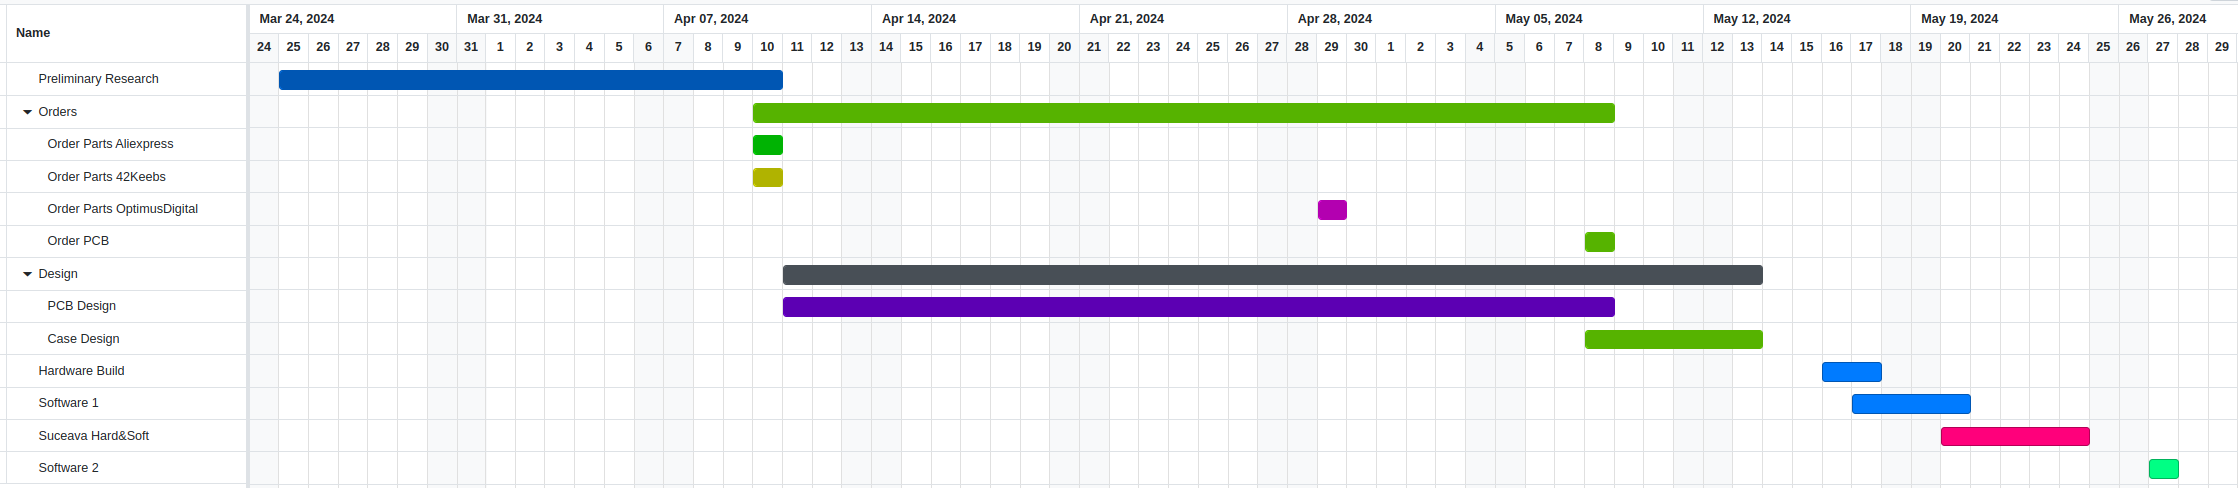 Name
Mar 24, 2024 Mar 31, 2024 Apr 07, 2024 Apr 14, 2024 Apr 21, 2024 Apr 28, 2024 May 05, 2024 May 12, 2024 May 19, 2024 May 26, 2024
24 25 26 27 28 29 30 31 1 2 3 4 5 6 7 8 9 10 11 12 13 14 15 16 17 18 19 20 21 22 23 24 25 26 27 28 29 30 1 2 3 4 5 6 7 8 9 10 11 12 13 14 15 16 17 18 19 20 21 22 23 24 25 26 27 28 29
Preliminary Research
Orders
Order Parts Aliexpress
Order Parts 42Keebs
Order Parts OptimusDigital
Order PCB
Design
PCB Design
Case Design
Hardware Build
Software 1
Suceava Hard&Soft
Software 2